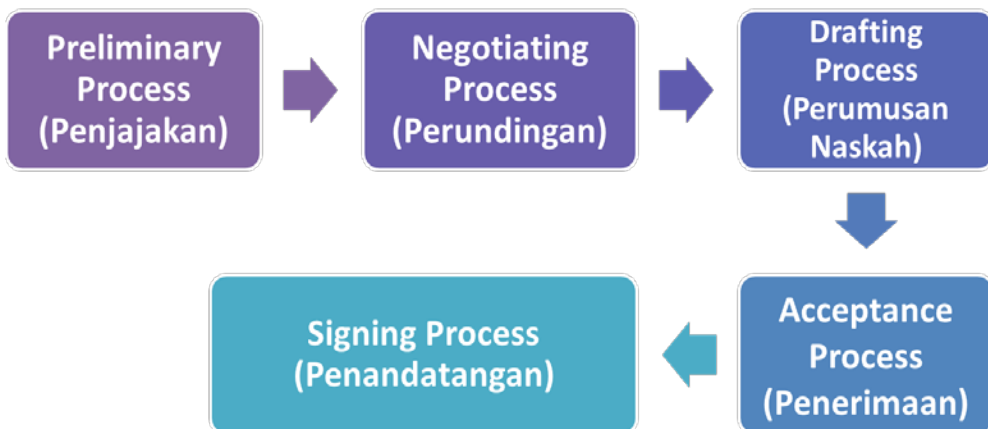 Preliminary
Process
(Penjajakan)
Negotiating
Process
(Perundingan)
Drafting
Process
(Perumusan
Naskah)
Acceptance
Process
(Penerimaan)
Signing Process
(Penandatangan)